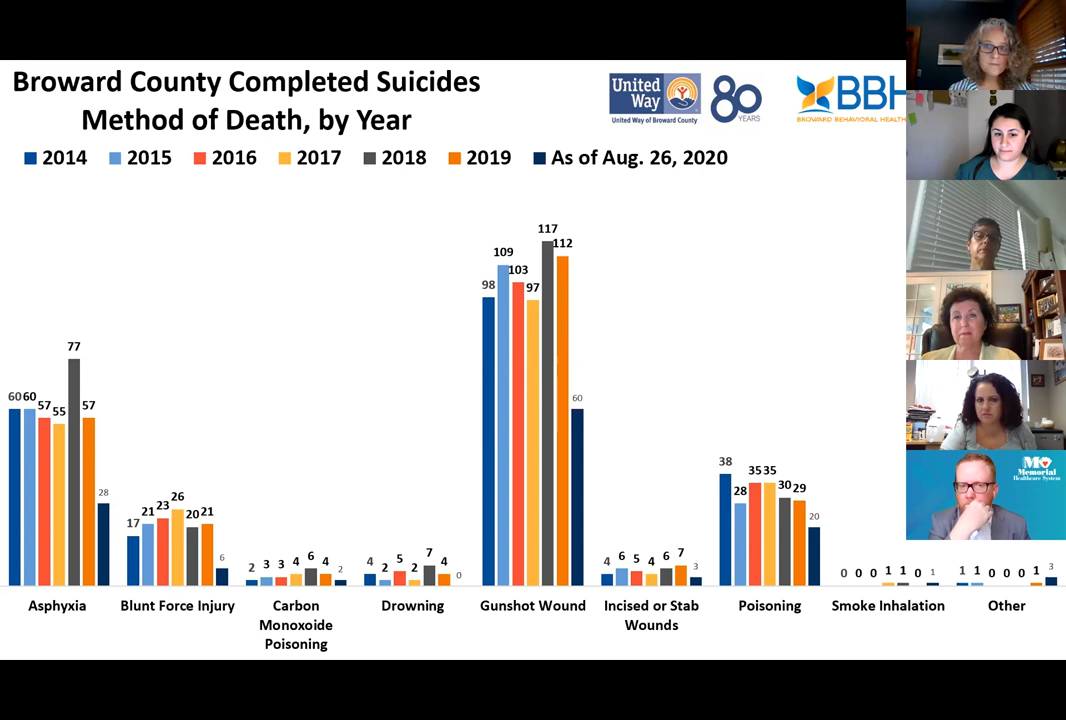 Broward County Completed Suicides
Method of Death, by Year
United
Way
United Way of Broward County
80
YEARS
BBH
BROWARD BEHAVIORAL HEALTH
2014 2015 2016 2017 2018 2019 As of Aug. 26, 2020
60 60 57 55 77 57 28
17 21 23 26 20 21 6
2 3 3 4 6 4 2
4 2 5 2 7 4 0
98 109 103 97 117 112 60
4 6 5 4 6 7 3
38 28 35 35 30 29 20
0 0 0 1 1 0 1
1 1 0 0 0 1 3
Asphyxia Blunt Force Injury Carbon Drowning Gunshot Wound Incised or Stab Poisoning Smoke Inhalation Other
Monoxoide Wounds
Poisoning
Memorial
Healthcare System